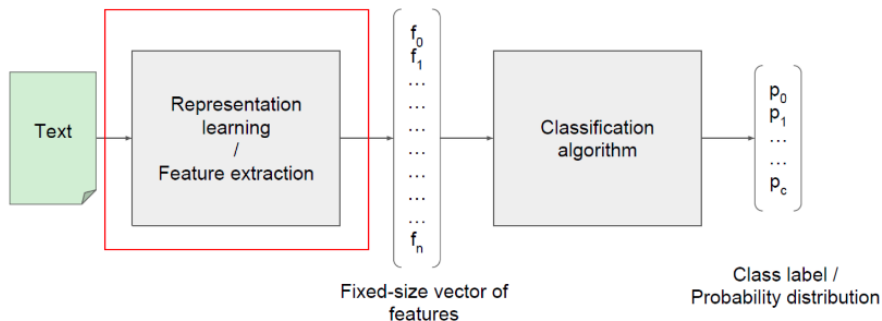 Text
Representation
learning
/
Feature extraction
f0
f1
...
...
...
...
...
...
...
fn
Fixed-size vector of
features
Classification
algorithm
p0
p1
...
...
pc
Class label /
Probability distribution